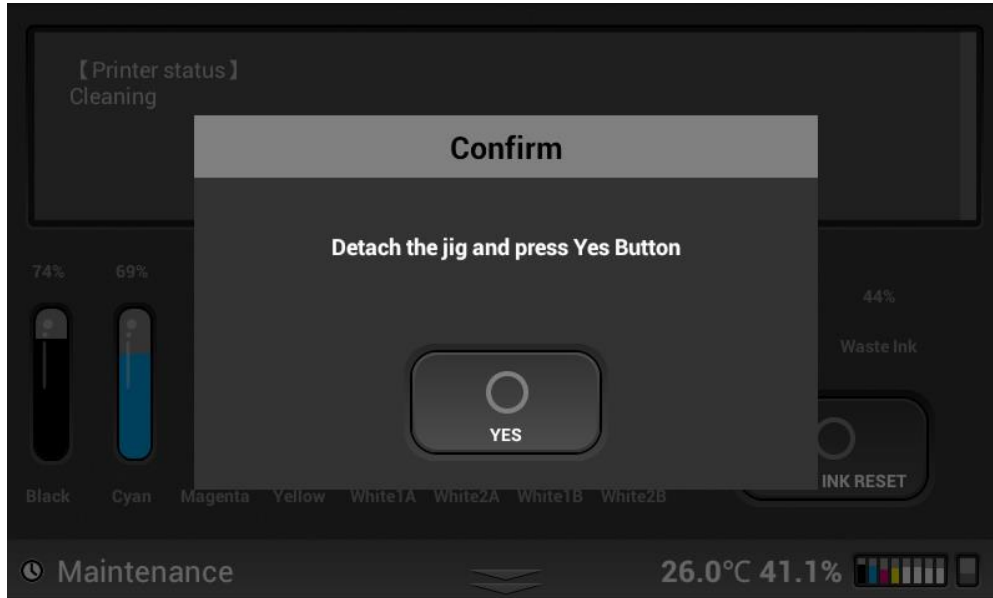 【Printer status】
Cleaning
Confirm
Detach the jig and press Yes Button
74%
69%
44%
Waste Ink
YES
INK RESET
Black
Cyan
Magenta
Yellow
White1A
White2A
White1B
White2B
Maintenance
26.0°C 41.1%